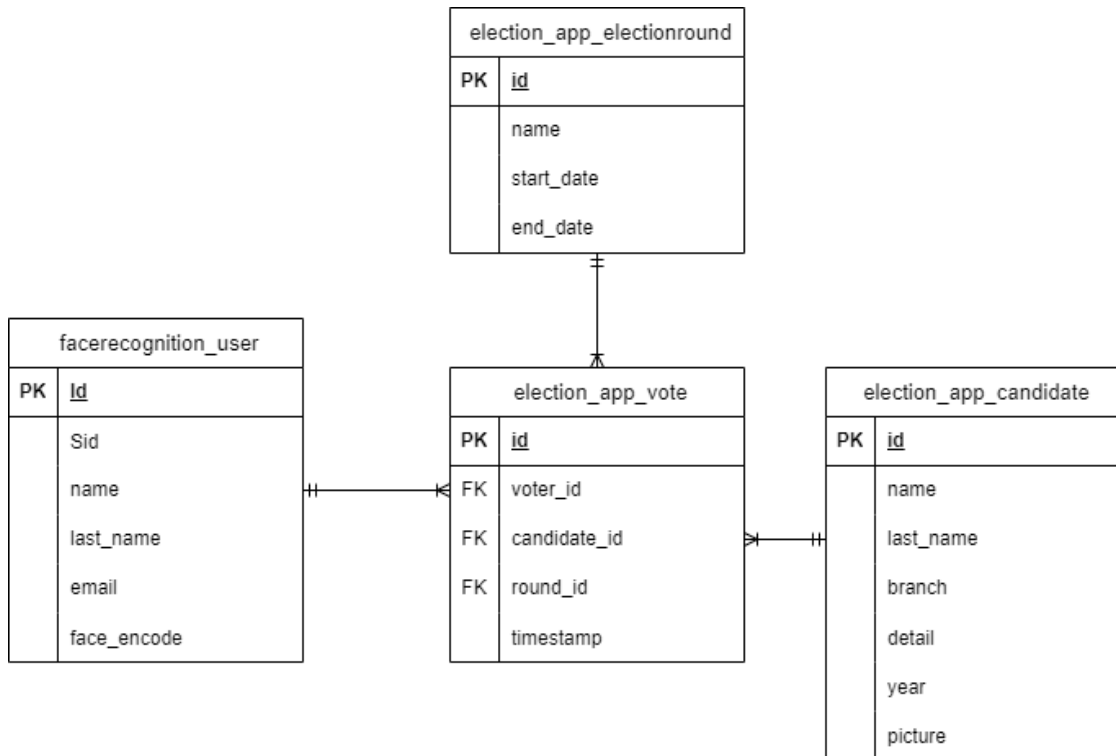 election_app_electionround
PK id
name
start_date
end_date
facerecognition_user
PK Id
Sid
name
last_name
email
face_encode
election_app_vote
PK id
FK voter_id
FK candidate_id
FK round_id
timestamp
election_app_candidate
PK id
name
last_name
branch
detail
year
picture